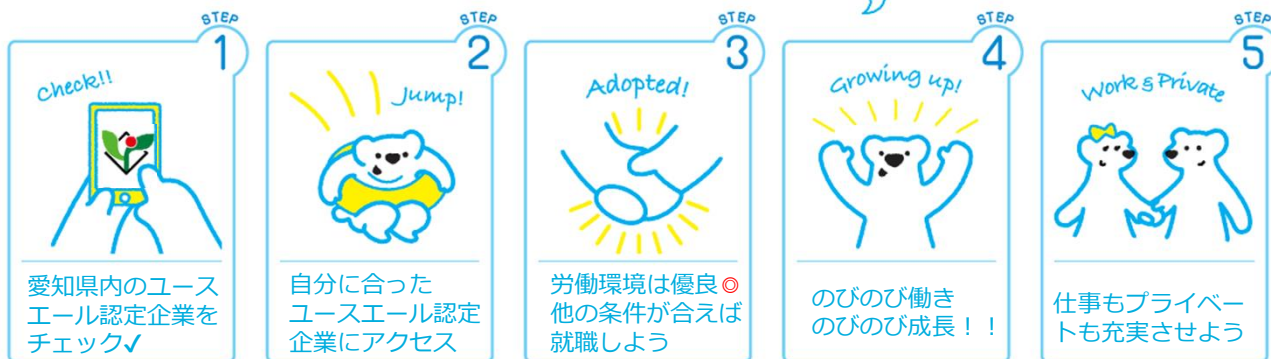 STEP
1
Check!!
愛知県内のユース
エール認定企業を
チェック✓
STEP
2
Jump!
自分に合った
ユースエール認定
企業にアクセス
STEP
3
Adopted!
労働環境は優良◎
他の条件が合えば
就職しよう
STEP
4
Growing up!
のびのび働き
のびのび成長！！
STEP
5
Work & Private
仕事もプライベー
トも充実させよう